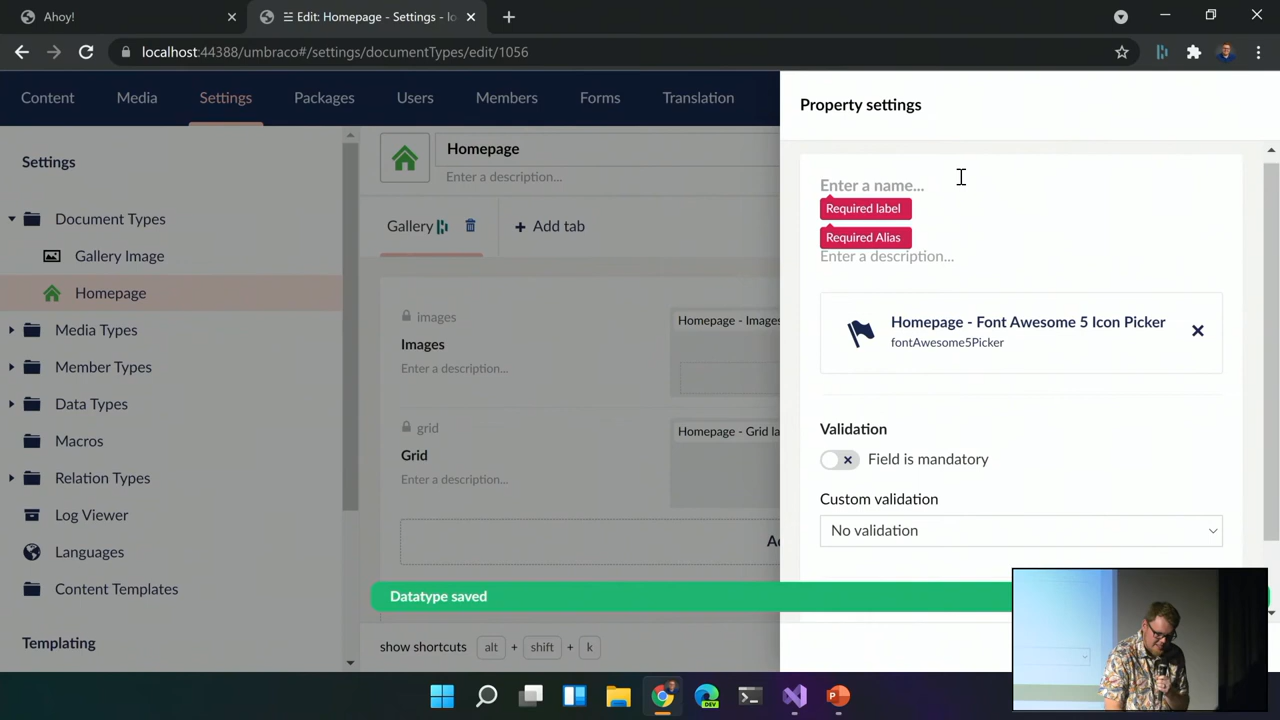 Ahoy!
Edit: Homepage - Settings - lo
localhost:44388/umbraco#/settings/documentTypes/edit/1056
Content
Media
Settings
Packages
Users
Members
Forms
Translation
Property settings
Settings
Document Types
Gallery Image
Homepage
Media Types
Member Types
Data Types
Macros
Relation Types
Log Viewer
Languages
Content Templates
Templating
Homepage
Enter a description...
Gallery
+ Add tab
images
Images
Enter a description...
Homepage - Images
grid
Grid
Enter a description...
Homepage - Grid la
Enter a name...
Required label
Required Alias
Enter a description...
Homepage - Font Awesome 5 Icon Picker
fontAwesome5Picker
Validation
Field is mandatory
Custom validation
No validation
Datatype saved
show shortcuts alt + shift + k
DEV